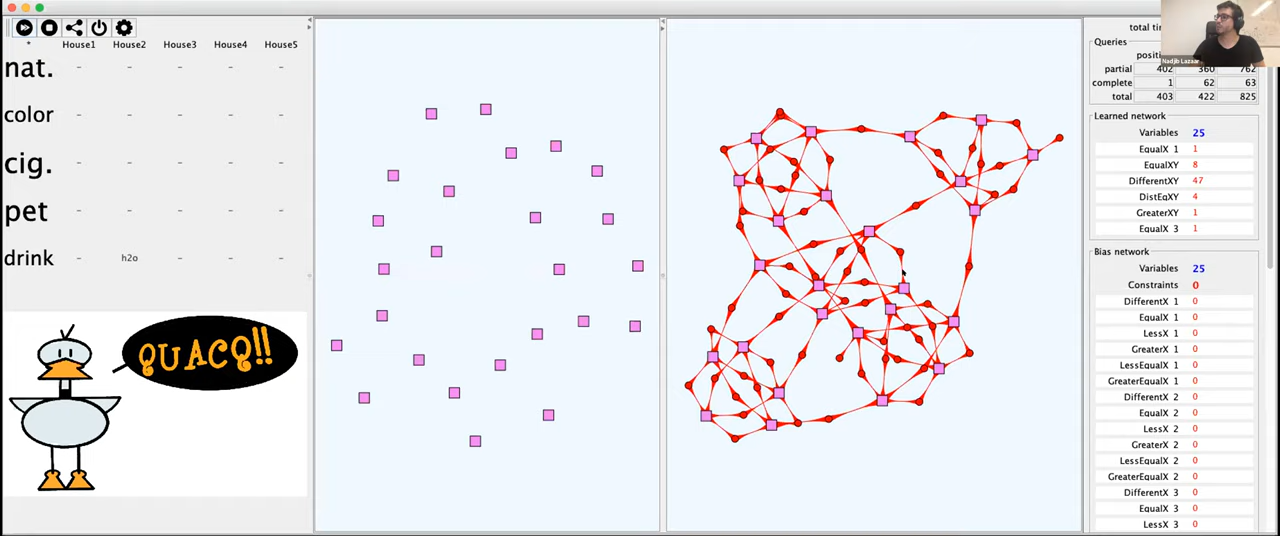 * House1 House2 House3 House4 House5
nat. - - - - -
color - - - - -
cig. - - - - -
pet - - - - -
drink - h2o - - -
QUACQ!!
Nadjib Lazaar
Queries
partial 402 360 762
complete 1 62 63
total 403 422 825
Learned network
Variables 25
EqualX 1 1
EqualXY 8
DifferentXY 47
DistEqXY 4
GreaterXY 1
EqualX 3 1
Bias network
Variables 25
Constraints 0
DifferentX 1 0
EqualX 1 0
LessX 1 0
GreaterX 1 0
LessEqualX 1 0
GreaterEqualX 1 0
DifferentX 2 0
EqualX 2 0
LessX 2 0
GreaterX 2 0
LessEqualX 2 0
GreaterEqualX 2 0
DifferentX 3 0
EqualX 3 0
LessX 3 0